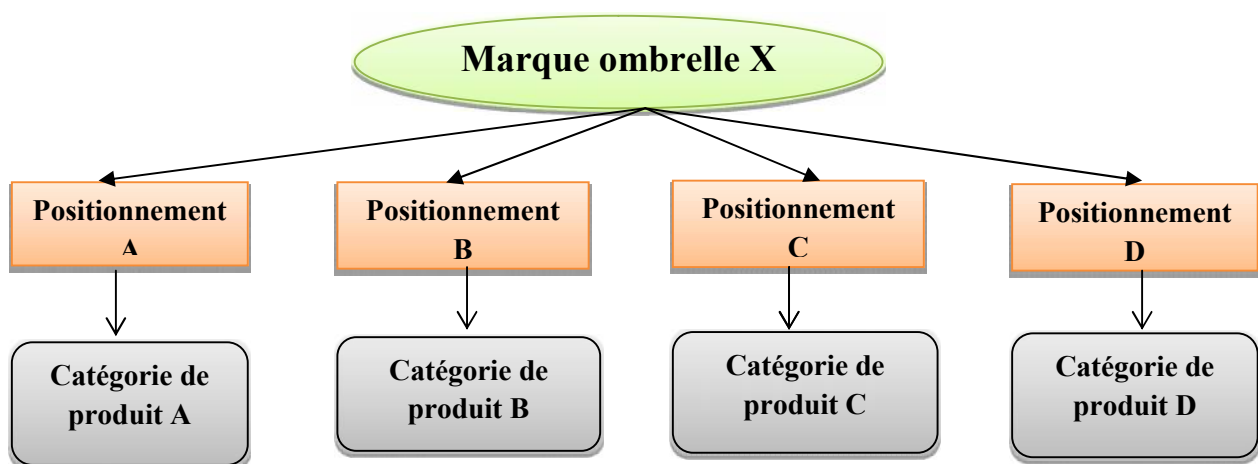 Marque ombrelle X
Positionnement
A
Positionnement
B
Positionnement
C
Positionnement
D
Catégorie de
produit A
Catégorie de
produit B
Catégorie de
produit C
Catégorie de
produit D